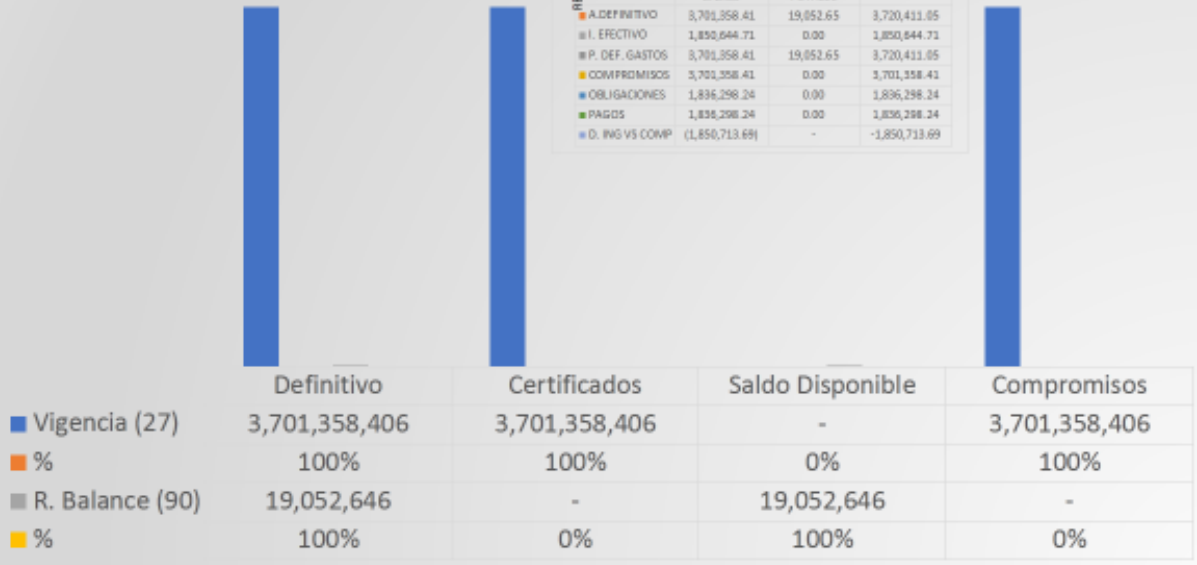 A.DEFINITIVO 3,701,358.41 19,052.65 3,720,411.05
I. EFECTIVO 1,850,644.71 0.00 1,850,644.71
P. DEF. GASTOS 3,701,358.41 19,052.65 3,720,411.05
COMPROMISOS 3,701,358.41 0.00 3,701,358.41
OBLIGACIONES 1,836,298.24 0.00 1,836,298.24
PAGOS 1,836,298.24 0.00 1,836,298.24
D. ING VS COMP (1,850,713.69) - -1,850,713.69
Definitivo Certificados Saldo Disponible Compromisos
Vigencia (27) 3,701,358,406 3,701,358,406 - 3,701,358,406
% 100% 100% 0% 100%
R. Balance (90) 19,052,646 - 19,052,646 -
% 100% 0% 100% 0%